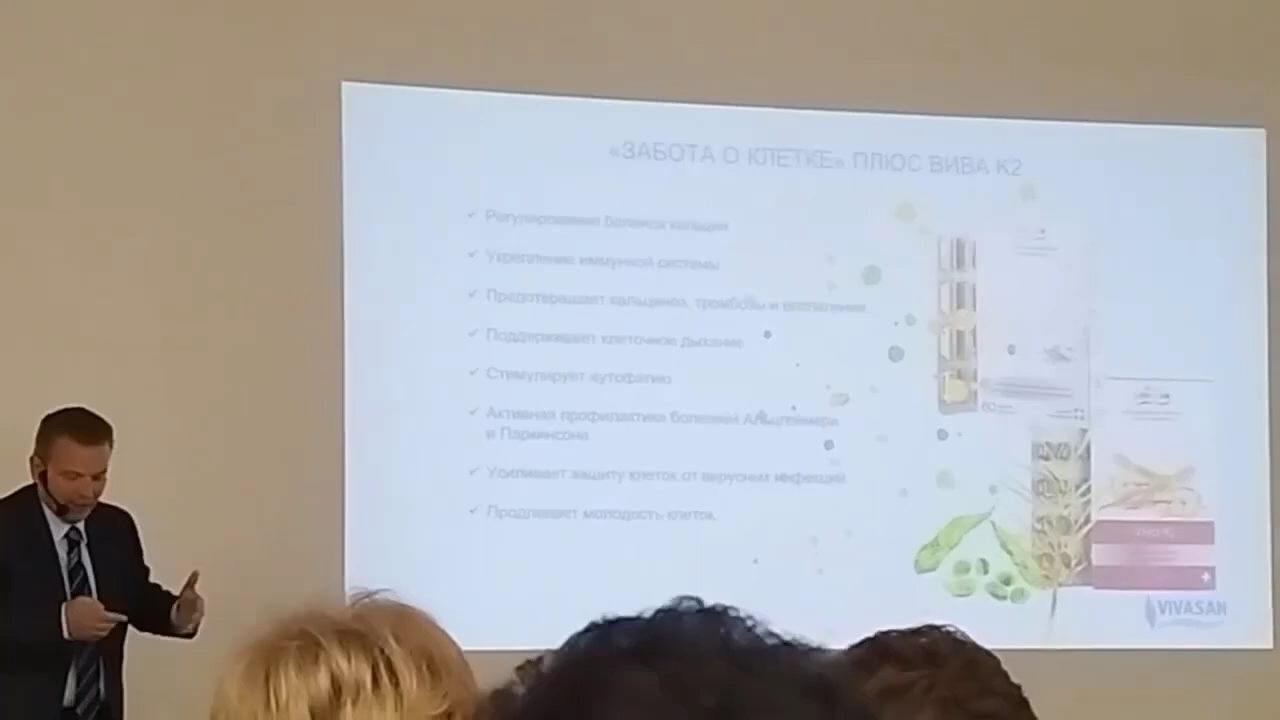 «ЗАБОТА О КЛЕТКЕ» ПЛЮС ВИВА К2
Регулирование баланса кальция
Укрепление иммунной системы
Предотвращает кальциноз, тромбозы и воспаления
Поддерживает клеточное дыхание
Стимулирует аутофагию
Активная профилактика болезней Альцгеймера
и Паркинсона
Усиливает защиту клеток от вирусных инфекций
Продлевает молодость клеток.
60
VIVASAN